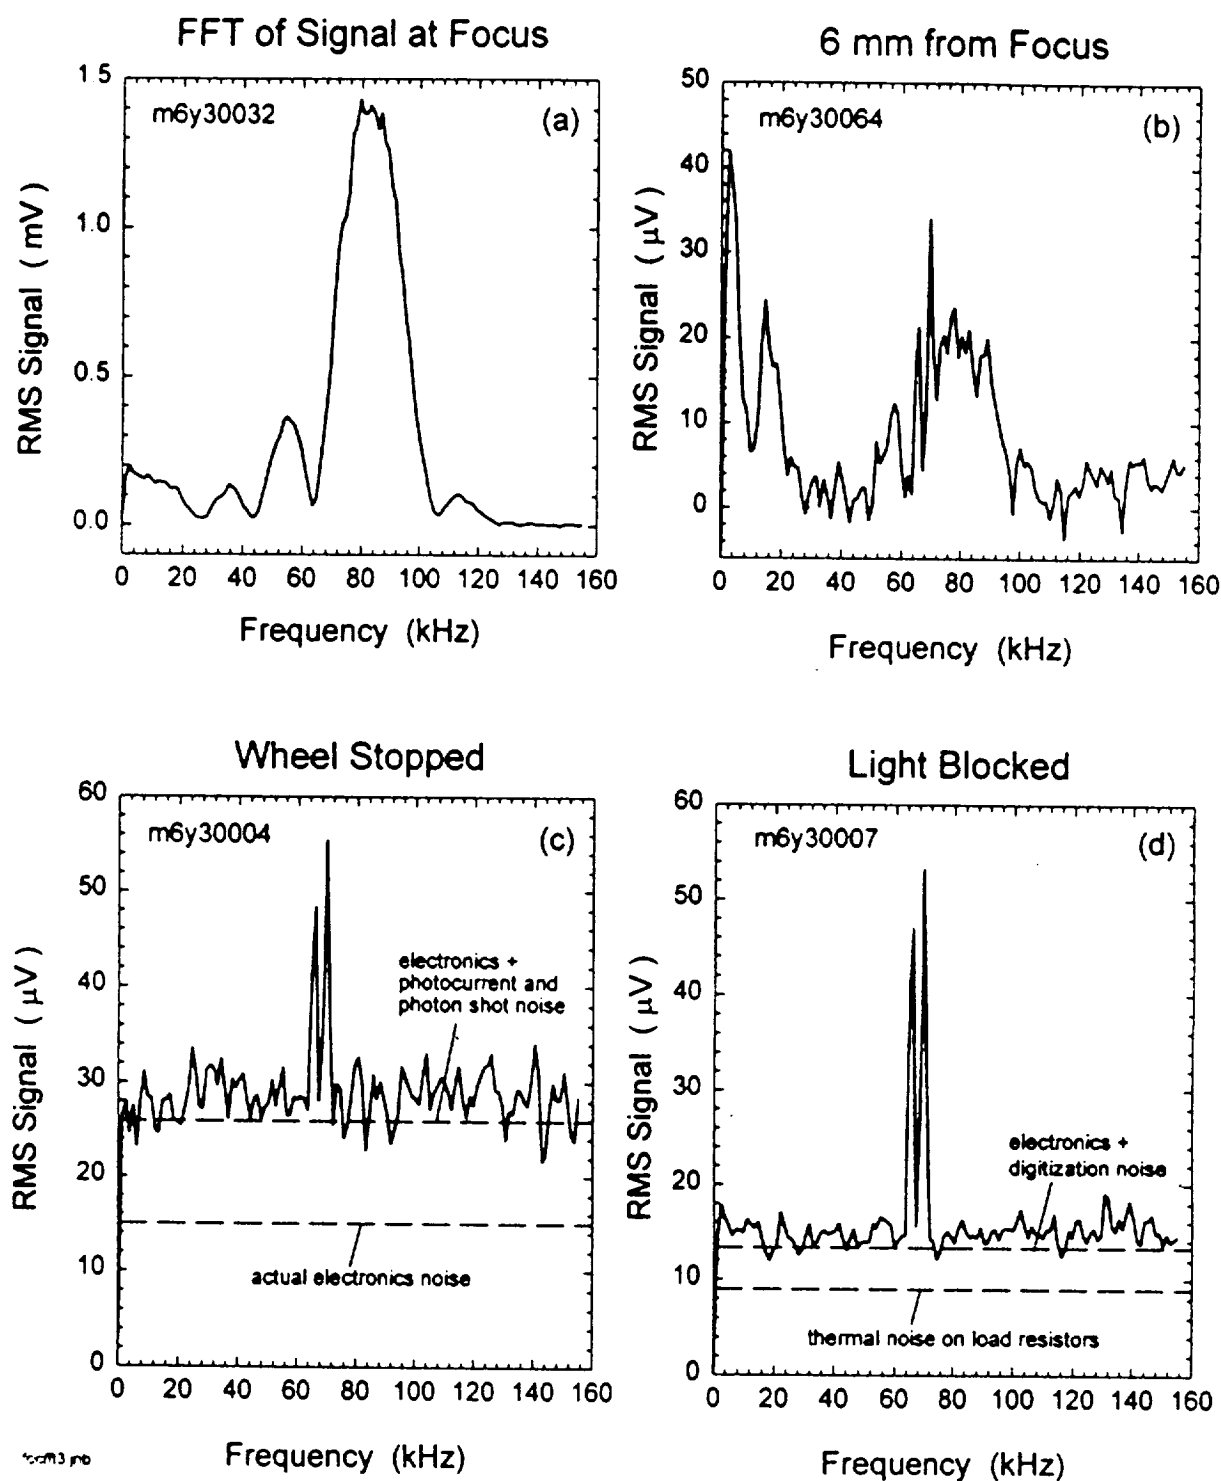 FFT of Signal at Focus
RMS Signal ( mV )
1.5
1.0
0.5
0.0
m6y30032
(a)
0 20 40 60 80 100 120 140 160
Frequency (kHz)
6 mm from Focus
RMS Signal ( μV )
50
40
30
20
10
0
m6y30064
(b)
0 20 40 60 80 100 120 140 160
Frequency (kHz)
Wheel Stopped
RMS Signal ( μV )
60
50
40
30
20
10
0
m6y30004
(c)
electronics +
photocurrent and
photon shot noise
actual electronics noise
0 20 40 60 80 100 120 140 160
Frequency (kHz)
Light Blocked
RMS Signal ( μV )
60
50
40
30
20
10
0
m6y30007
(d)
electronics +
digitization noise
thermal noise on load resistors
0 20 40 60 80 100 120 140 160
Frequency (kHz)